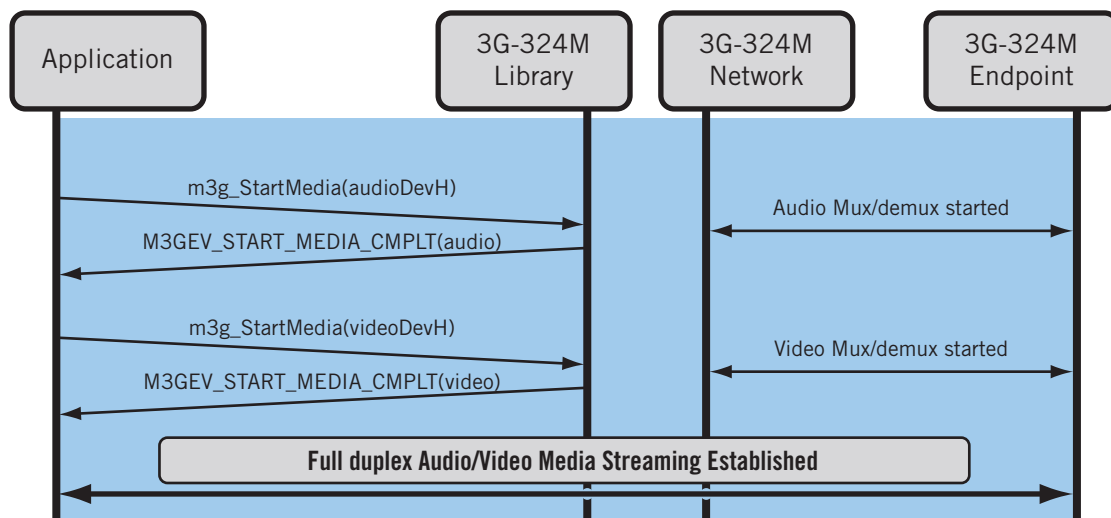 Application
3G-324M
Library
3G-324M
Network
3G-324M
Endpoint
m3g_StartMedia(audioDevH)
Audio Mux/demux started
M3GEV_START_MEDIA_CMPLT(audio)
m3g_StartMedia(videoDevH)
Video Mux/demux started
M3GEV_START_MEDIA_CMPLT(video)
Full duplex Audio/Video Media Streaming Established